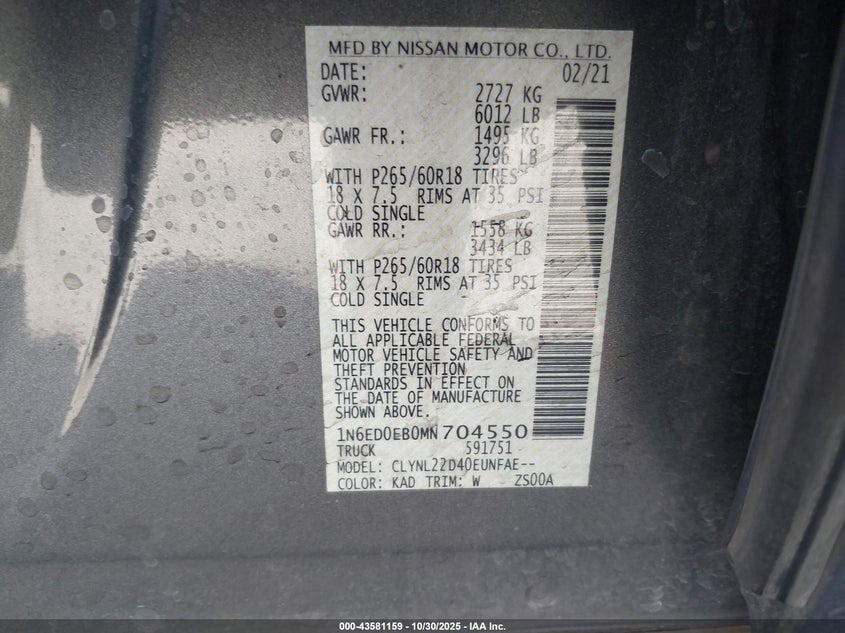 MFD BY NISSAN MOTOR CO., LTD.
DATE: 02/21
GVWR: 2727 KG
6012 LB
GAWR FR.: 1495 KG
3296 LB
WITH P265/60R18 TIRES
18 X 7.5 RIMS AT 35 PSI
COLD SINGLE
GAWR RR.: 1558 KG
3434 LB
WITH P265/60R18 TIRES
18 X 7.5 RIMS AT 35 PSI
COLD SINGLE
THIS VEHICLE CONFORMS TO
ALL APPLICABLE FEDERAL
MOTOR VEHICLE SAFETY AND
THEFT PREVENTION
STANDARDS IN EFFECT ON
THE DATE OF MANUFACTURE
SHOWN ABOVE.
1N6ED0EB0MN704550
TRUCK 591751
MODEL: CLYNL22D40EUNFAE--
COLOR: KAD TRIM: W ZS00A
000-43581159 - 10/30/2025 - IAA Inc.